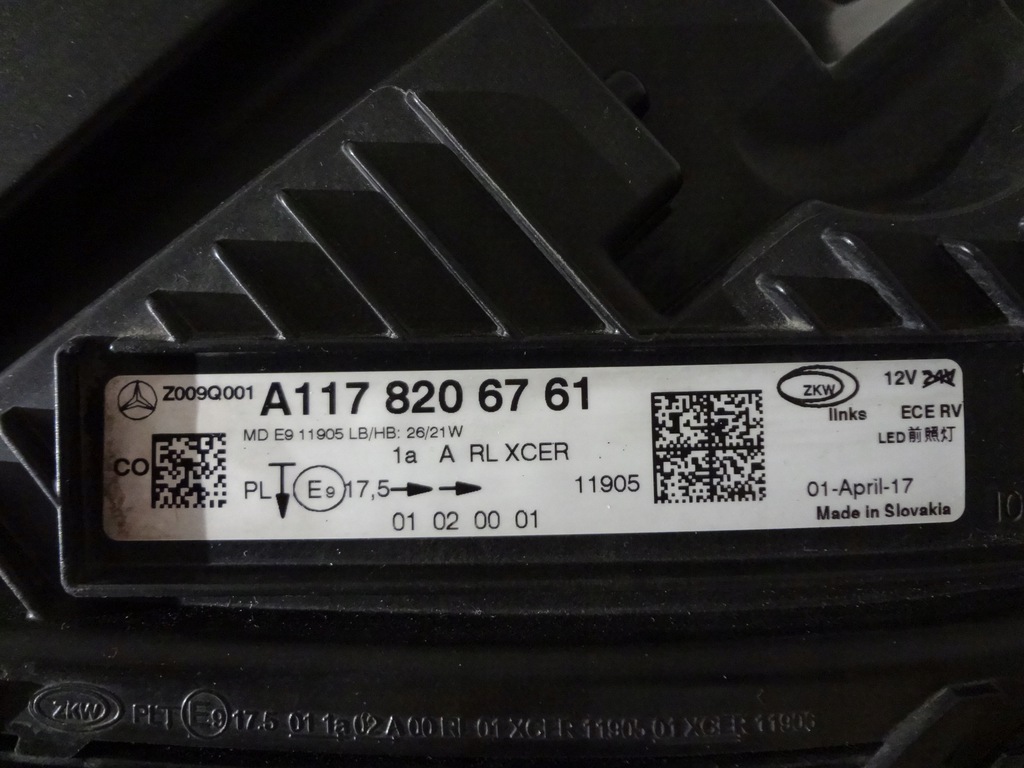 Z009Q001 A117 820 67 61
MD E9 11905 LB/HB: 26/21W
1a A RL XCER
CO
PL E9 17,5 11905
01 02 00 01
ZKW
12V 24V
links ECE RV
LED前照灯
01-April-17
Made in Slovakia
IO
ZKW PET E9 17.5 01 1a 02 A 00 RL 01 XCER 11905 01 XCER 11905